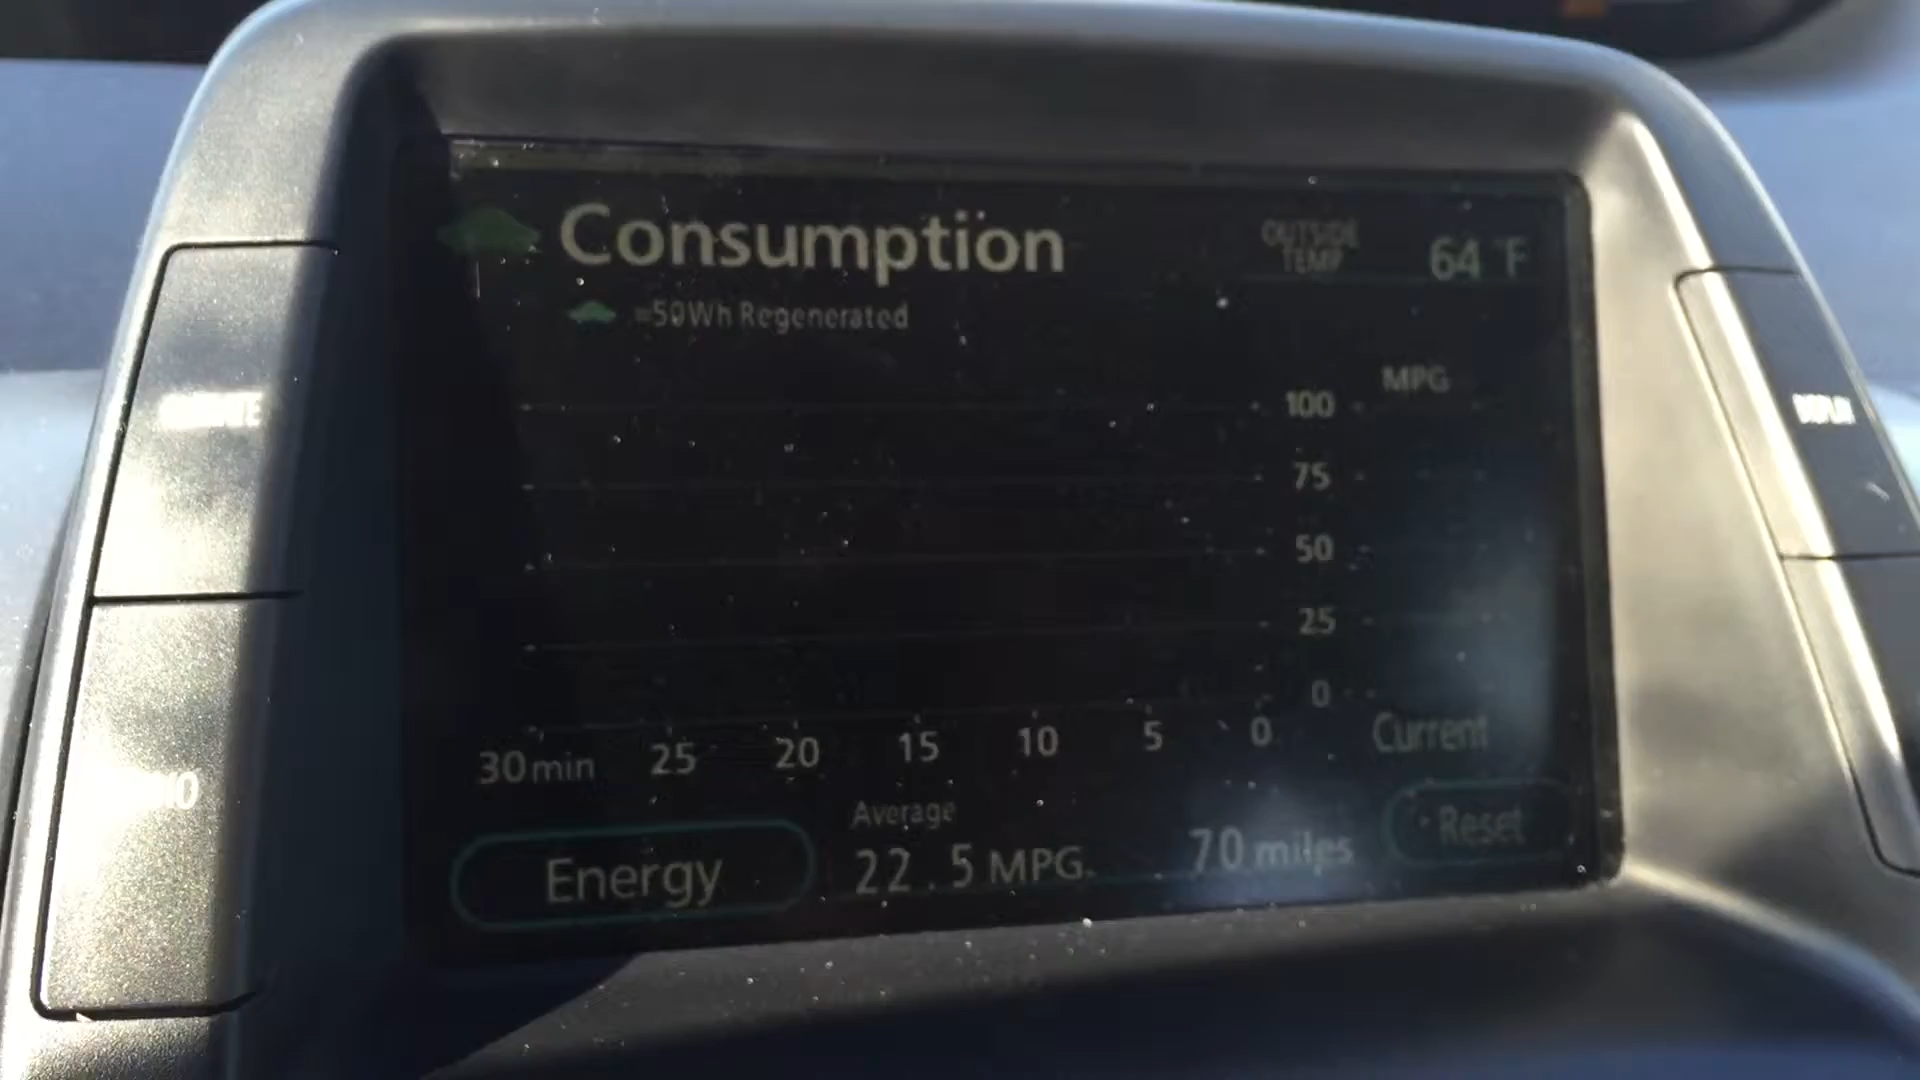 Consumption
OUTSIDE
TEMP
64 °F
=50Wh Regenerated
MPG
100
75
50
25
0
30min 25 20 15 10 5 0
Current
Average
Energy
22.5 MPG
70 miles
Reset